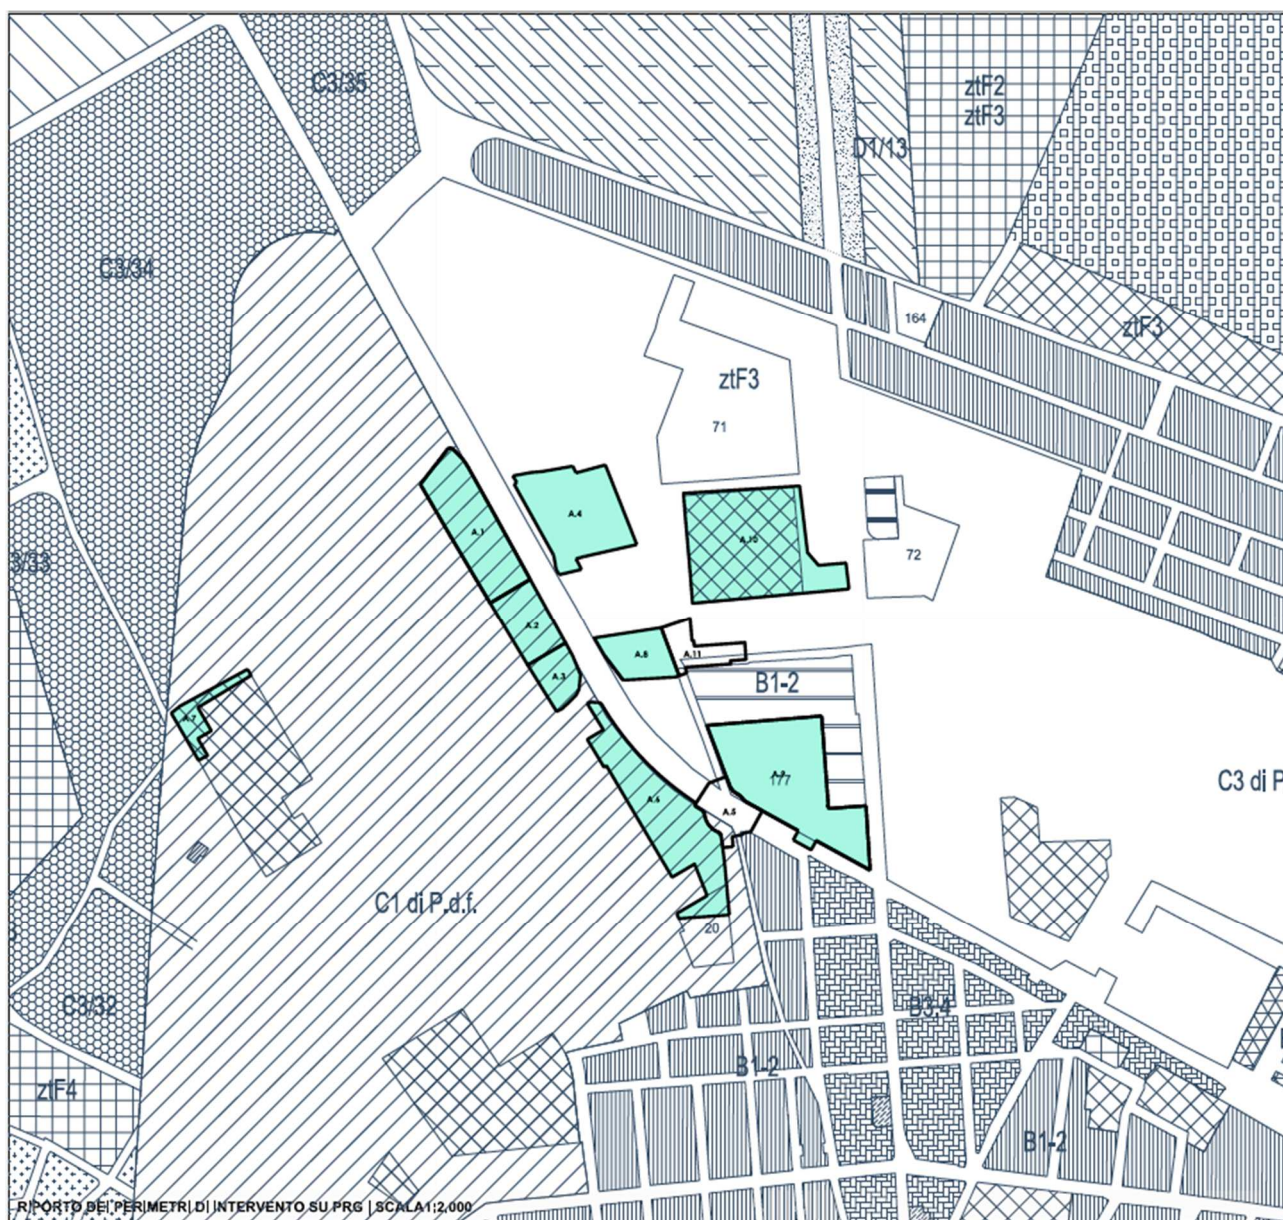 C3/35
ztF2
ztF3
D1/13
C3/34
164
ztF3
ztF3
71
A.1
A.4
A.10
72
3/33
A.2
A.8
A.11
A.3
B1-2
A.7
177
C3 di P
A.6
A.5
C1 di P.d.f.
20
C3/32
B3.4
B1-2
ztF4
B1-2
RIPORTO DEI PERIMETRI DI INTERVENTO SU PRG | SCALA 1:2.000